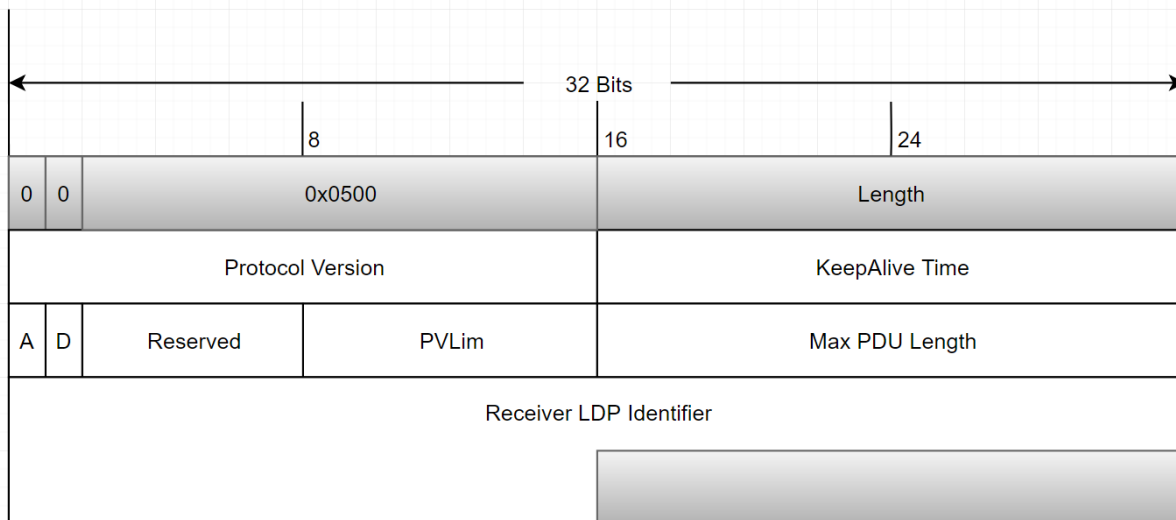 32 Bits
8
16
24
0
0
0x0500
Length
Protocol Version
KeepAlive Time
A
D
Reserved
PVLim
Max PDU Length
Receiver LDP Identifier